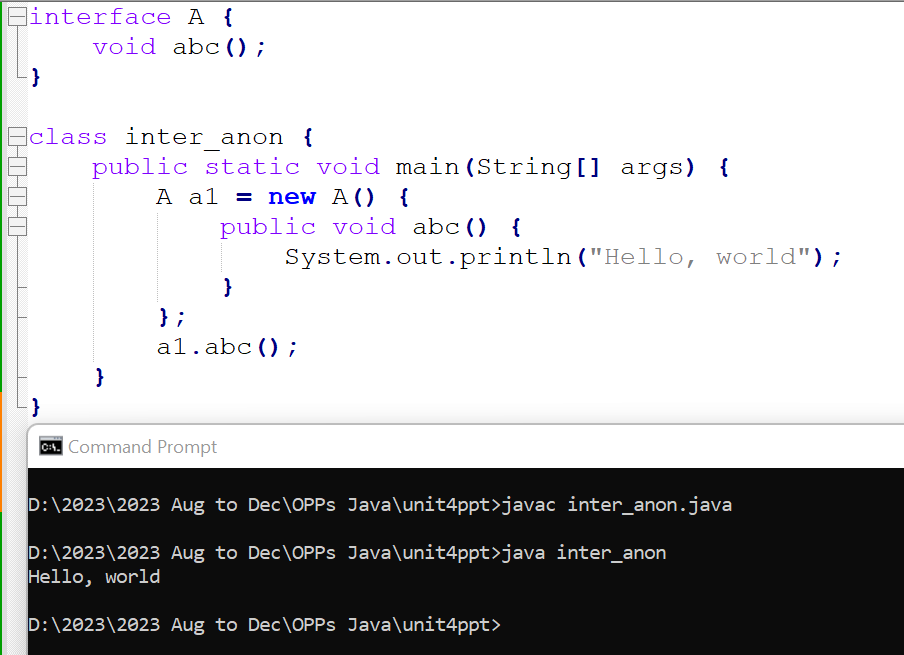 interface A {
void abc();
}
class inter_anon {
public static void main(String[] args) {
A a1 = new A() {
public void abc() {
System.out.println("Hello, world");
}
};
a1.abc();
}
}
C:\. Command Prompt
D:\2023\2023 Aug to Dec\OPPs Java\unit4ppt>javac inter_anon.java
D:\2023\2023 Aug to Dec\OPPs Java\unit4ppt>java inter_anon
Hello, world
D:\2023\2023 Aug to Dec\OPPs Java\unit4ppt>